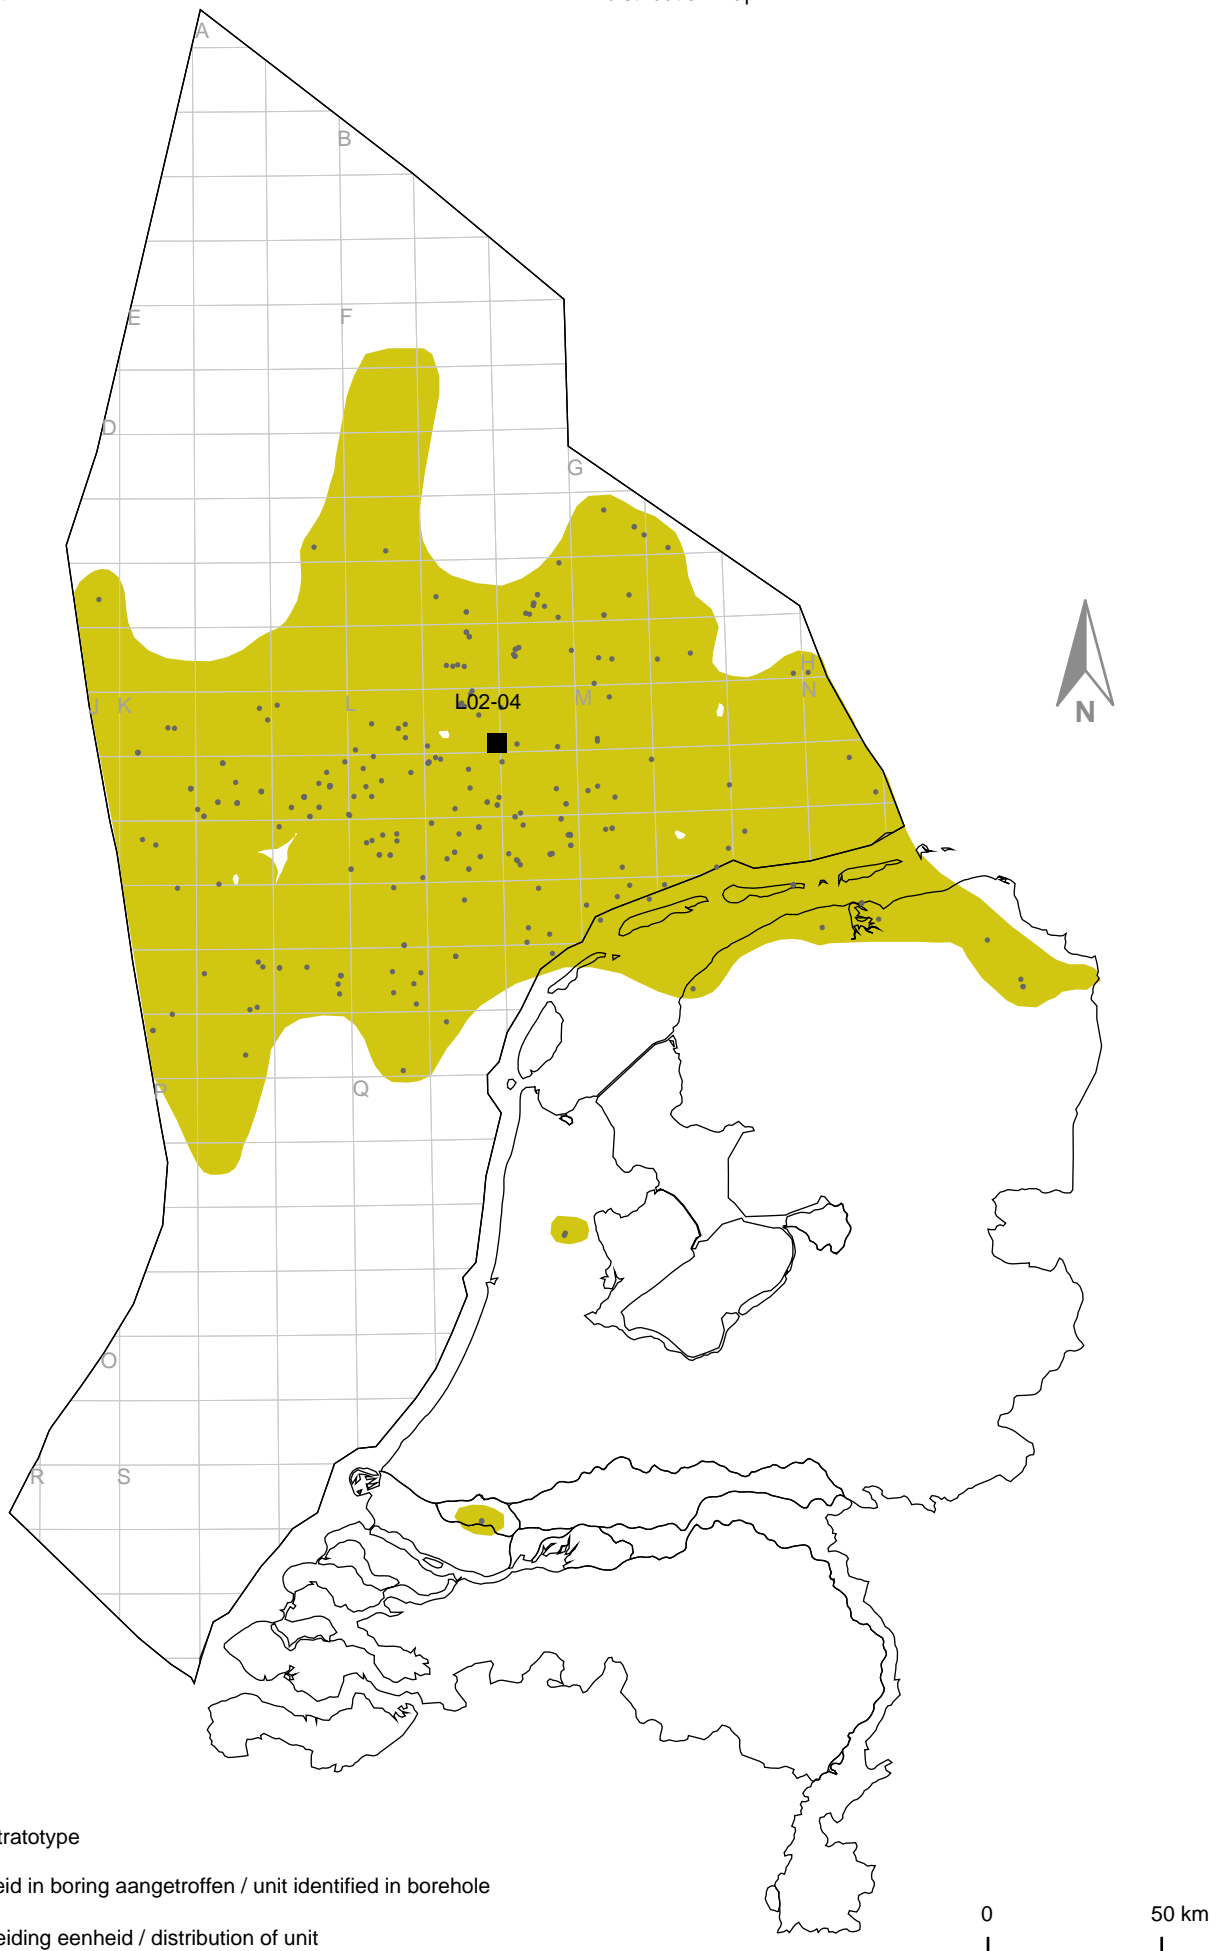 A
B
E
F
D
G
H
J
K
L
M
N
L02-04
N
P
Q
O
R
S
tratotype
eid in boring aangetroffen / unit identified in borehole
0
50 km
eiding eenheid / distribution of unit